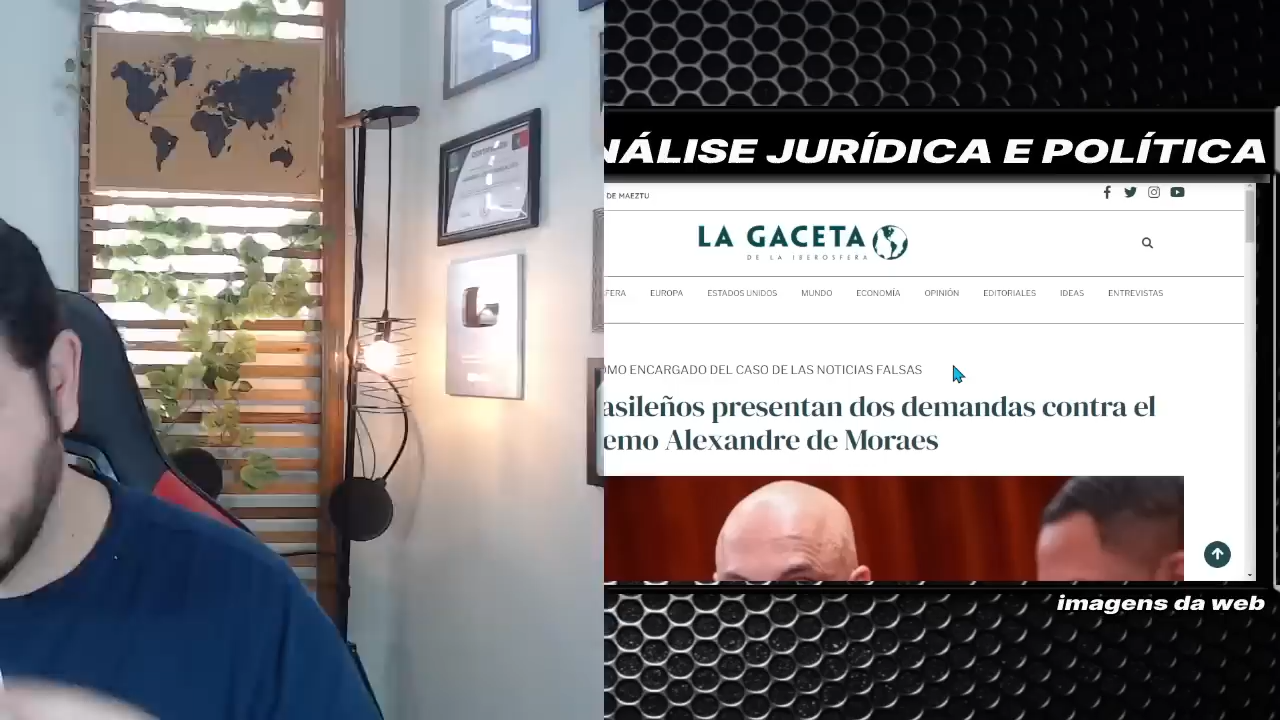 NÁLISE JURÍDICA E POLÍTICA
DE MAEZTU
LA GACETA
DE LA IBEROSFERA
SFERA EUROPA ESTADOS UNIDOS MUNDO ECONOMÍA OPINIÓN EDITORIALES IDEAS ENTREVISTAS
OMO ENCARGADO DEL CASO DE LAS NOTICIAS FALSAS
asileños presentan dos demandas contra el
emo Alexandre de Moraes
imagens da web